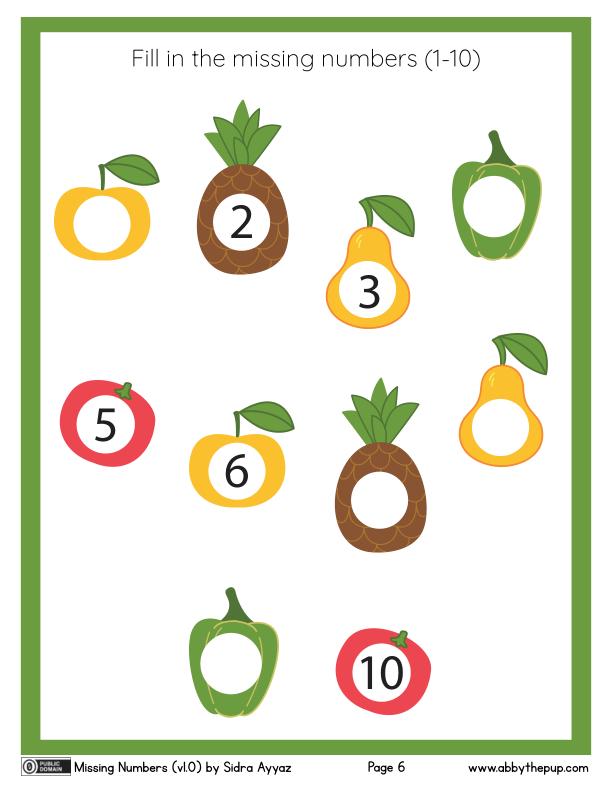 Fill in the missing numbers (1-10)
2
3
5
6
10
0 PUBLIC DOMAIN Missing Numbers (v1.0) by Sidra Ayyaz Page 6 www.abbythepup.com